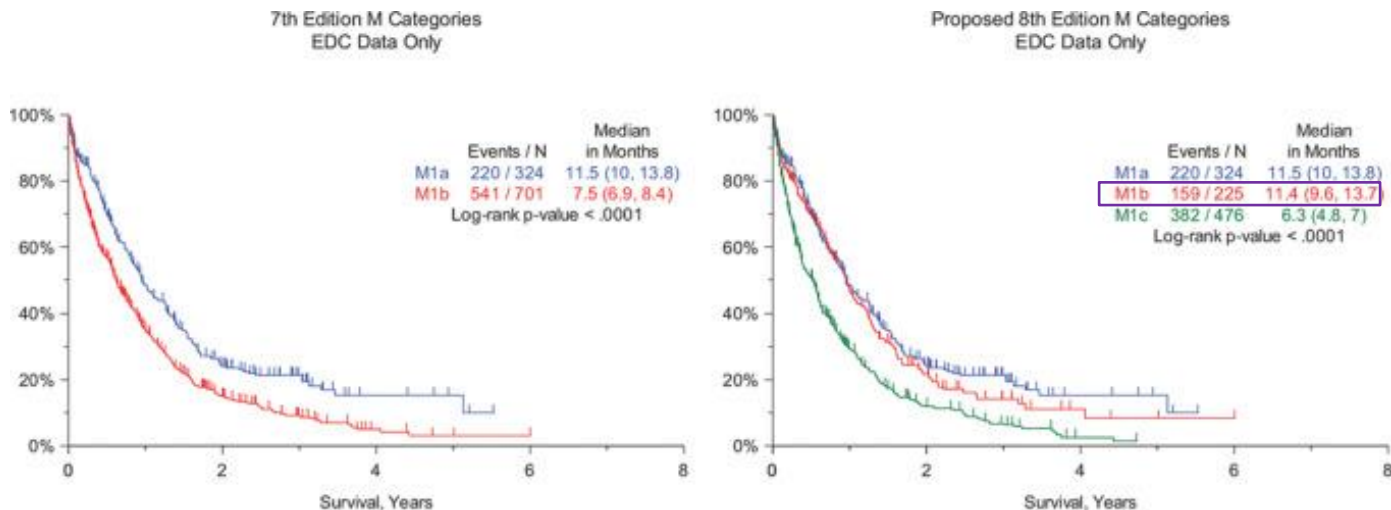 7th Edition M Categories
EDC Data Only
100%
80%
60%
40%
20%
0%
0 2 4 6 8
Survival, Years
Median
Events / N in Months
M1a 220 / 324 11.5 (10, 13.8)
M1b 541 / 701 7.5 (6.9, 8.4)
Log-rank p-value < .0001
Proposed 8th Edition M Categories
EDC Data Only
100%
80%
60%
40%
20%
0%
0 2 4 6 8
Survival, Years
Median
Events / N in Months
M1a 220 / 324 11.5 (10, 13.8)
M1b 159 / 225 11.4 (9.6, 13.7)
M1c 382 / 476 6.3 (4.8, 7)
Log-rank p-value < .0001